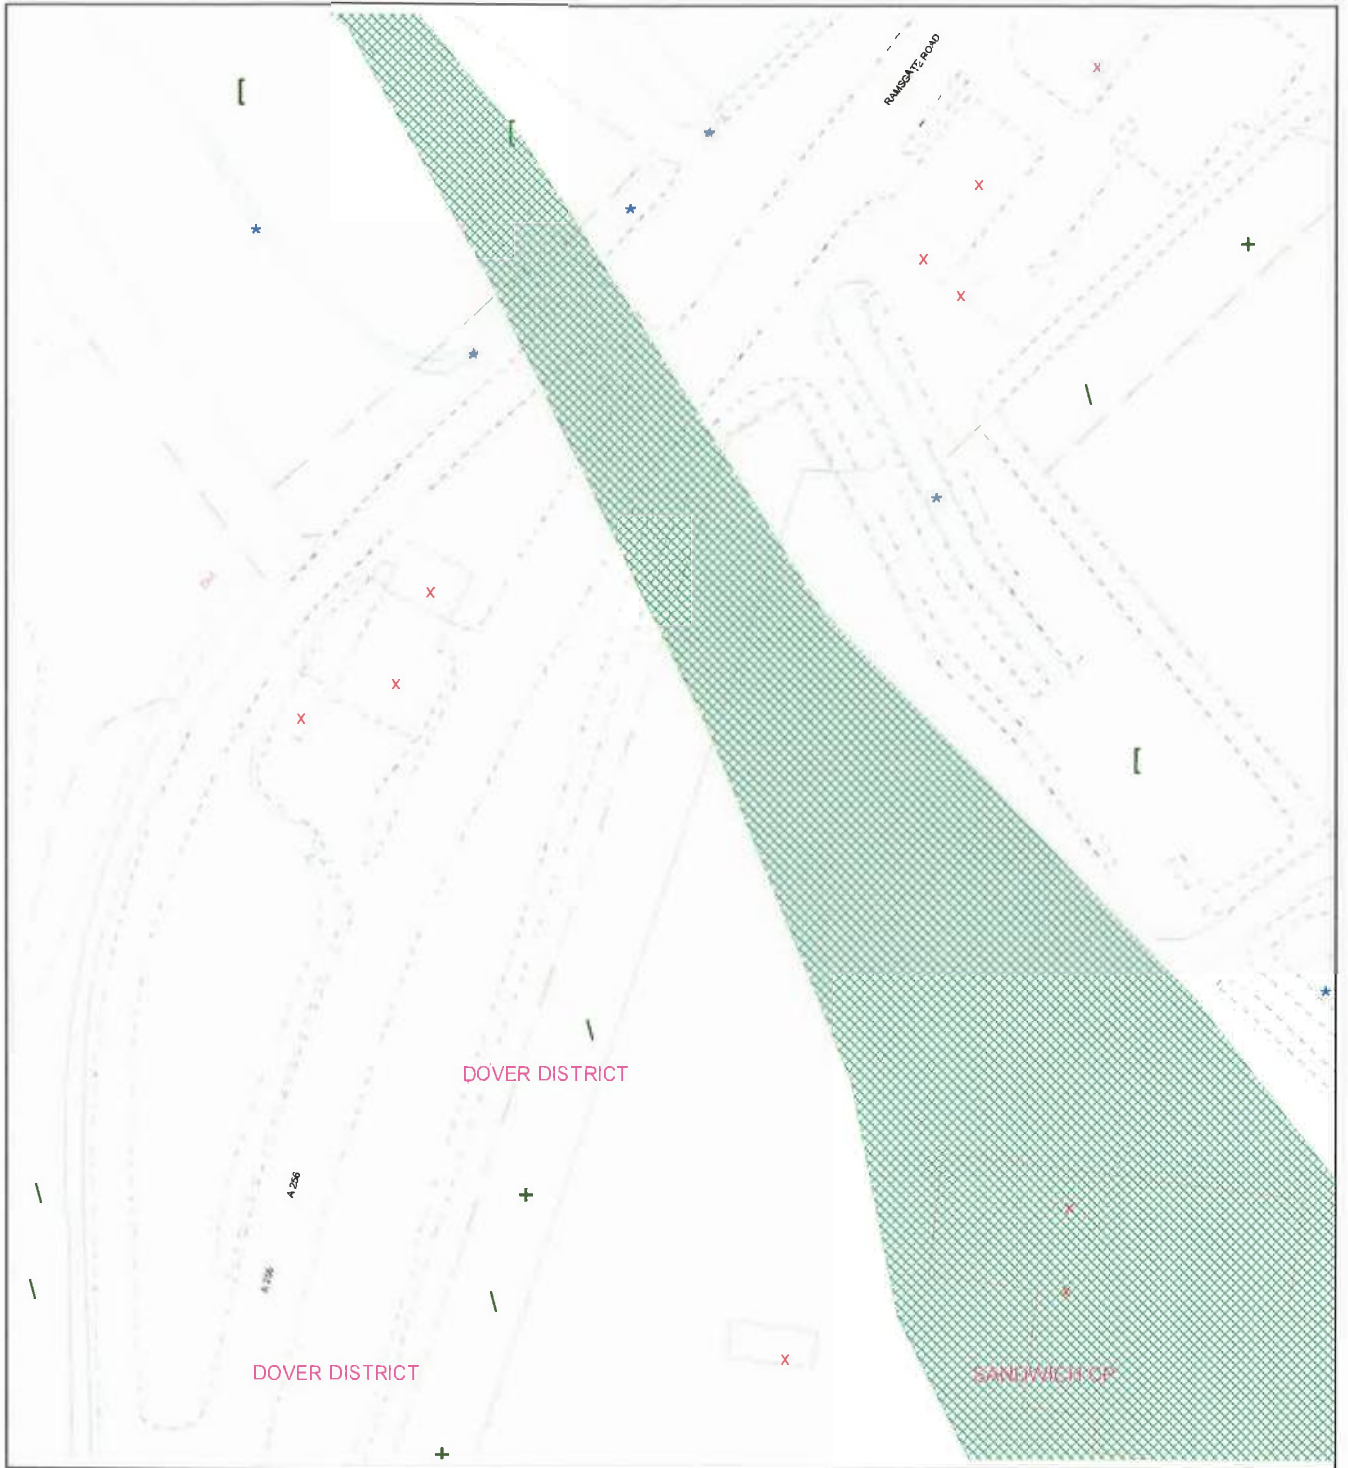 RAMSGATE ROAD
DOVER DISTRICT
A 256
A 256
DOVER DISTRICT
SANDWICH CP